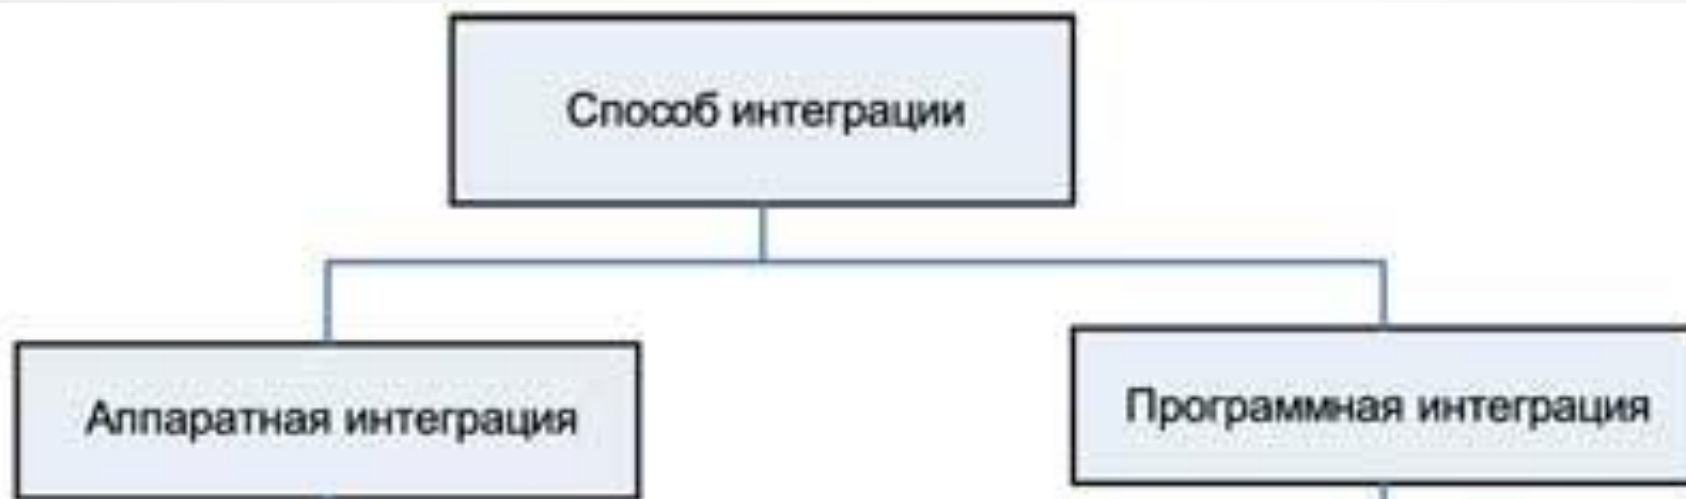 Способ интеграции
Аппаратная интеграция
Программная интеграция